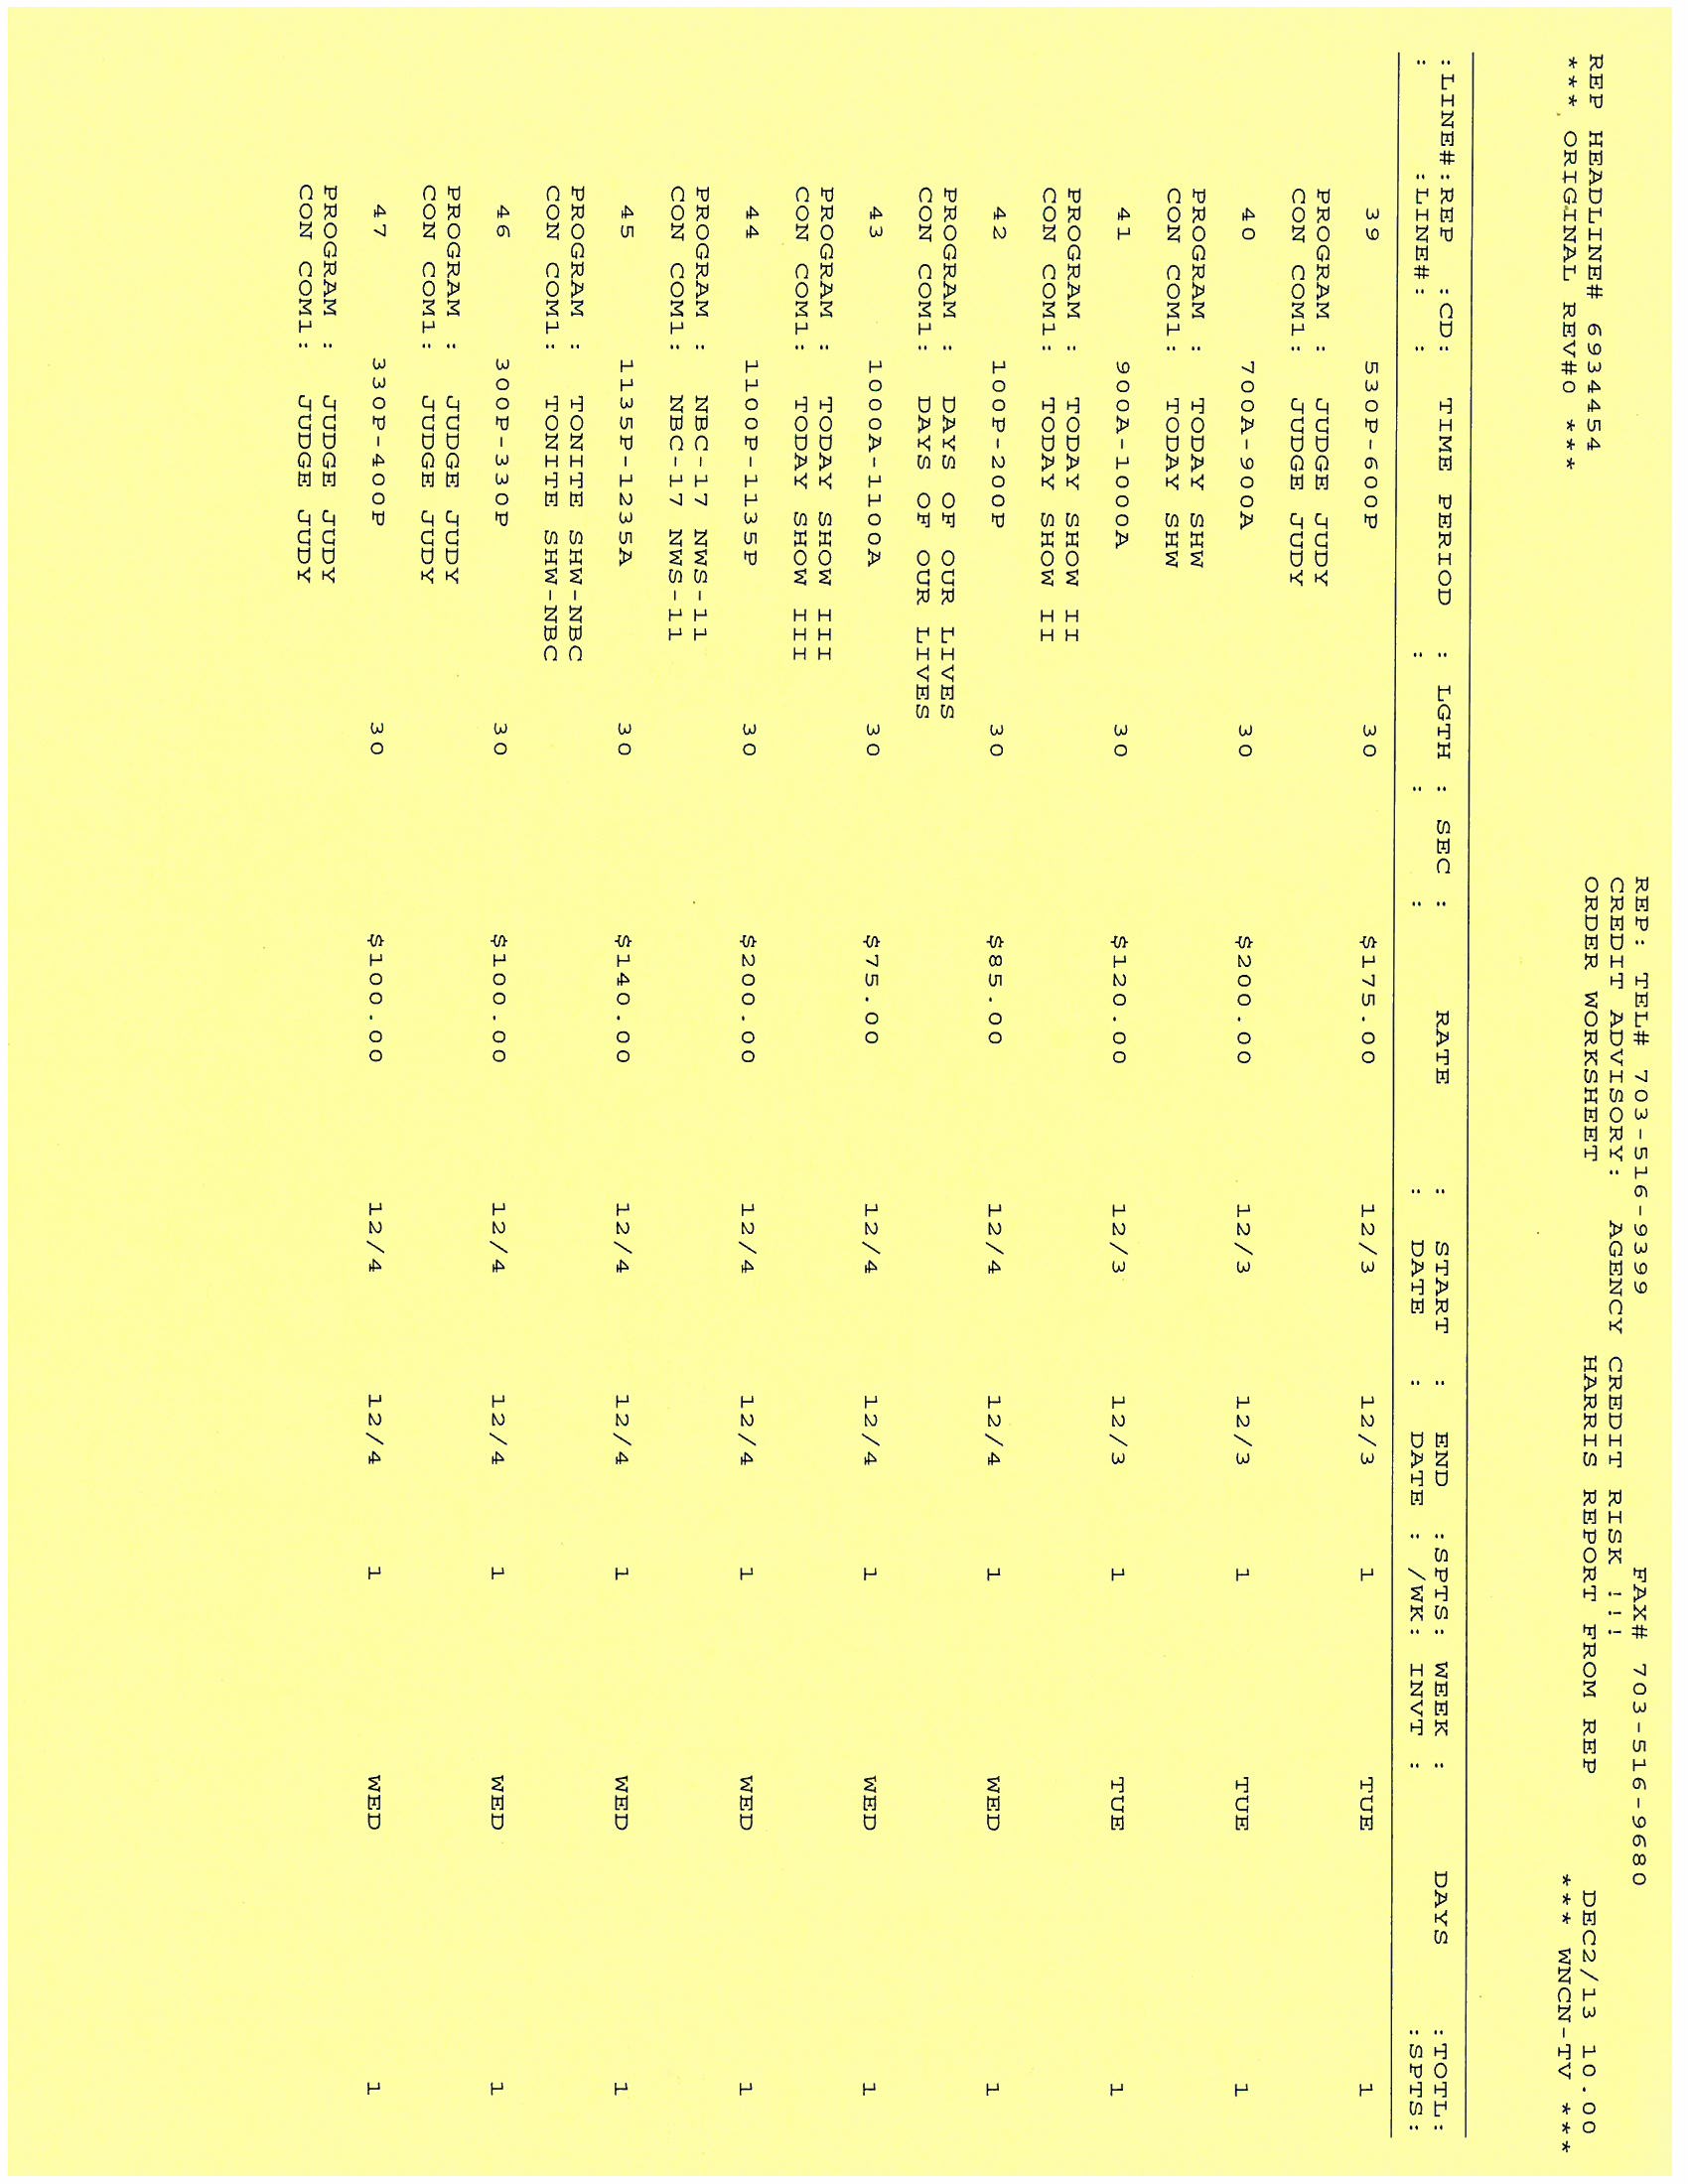 REP: TEL# 703-516-9399 FAX# 703-516-9680
CREDIT ADVISORY: AGENCY CREDIT RISK !!!
REP HEADLINE# 6934454 ORDER WORKSHEET HARRIS REPORT FROM REP DEC2/13 10.00
*** ORIGINAL REV#0 *** *** WNCN-TV ***
:LINE#:REP :CD: TIME PERIOD : LGTH : SEC : RATE : START : END :SPTS: WEEK : DAYS :TOTL:
: :LINE#: : : : : : DATE : DATE : /WK: INVT : :SPTS:
39 530P-600P 30 $175.00 12/3 12/3 1 TUE 1
PROGRAM : JUDGE JUDY
CON COM1: JUDGE JUDY
40 700A-900A 30 $200.00 12/3 12/3 1 TUE 1
PROGRAM : TODAY SHW
CON COM1: TODAY SHW
41 900A-1000A 30 $120.00 12/3 12/3 1 TUE 1
PROGRAM : TODAY SHOW II
CON COM1: TODAY SHOW II
42 100P-200P 30 $85.00 12/4 12/4 1 WED 1
PROGRAM : DAYS OF OUR LIVES
CON COM1: DAYS OF OUR LIVES
43 1000A-1100A 30 $75.00 12/4 12/4 1 WED 1
PROGRAM : TODAY SHOW III
CON COM1: TODAY SHOW III
44 1100P-1135P 30 $200.00 12/4 12/4 1 WED 1
PROGRAM : NBC-17 NWS-11
CON COM1: NBC-17 NWS-11
45 1135P-1235A 30 $140.00 12/4 12/4 1 WED 1
PROGRAM : TONITE SHW-NBC
CON COM1: TONITE SHW-NBC
46 300P-330P 30 $100.00 12/4 12/4 1 WED 1
PROGRAM : JUDGE JUDY
CON COM1: JUDGE JUDY
47 330P-400P 30 $100.00 12/4 12/4 1 WED 1
PROGRAM : JUDGE JUDY
CON COM1: JUDGE JUDY